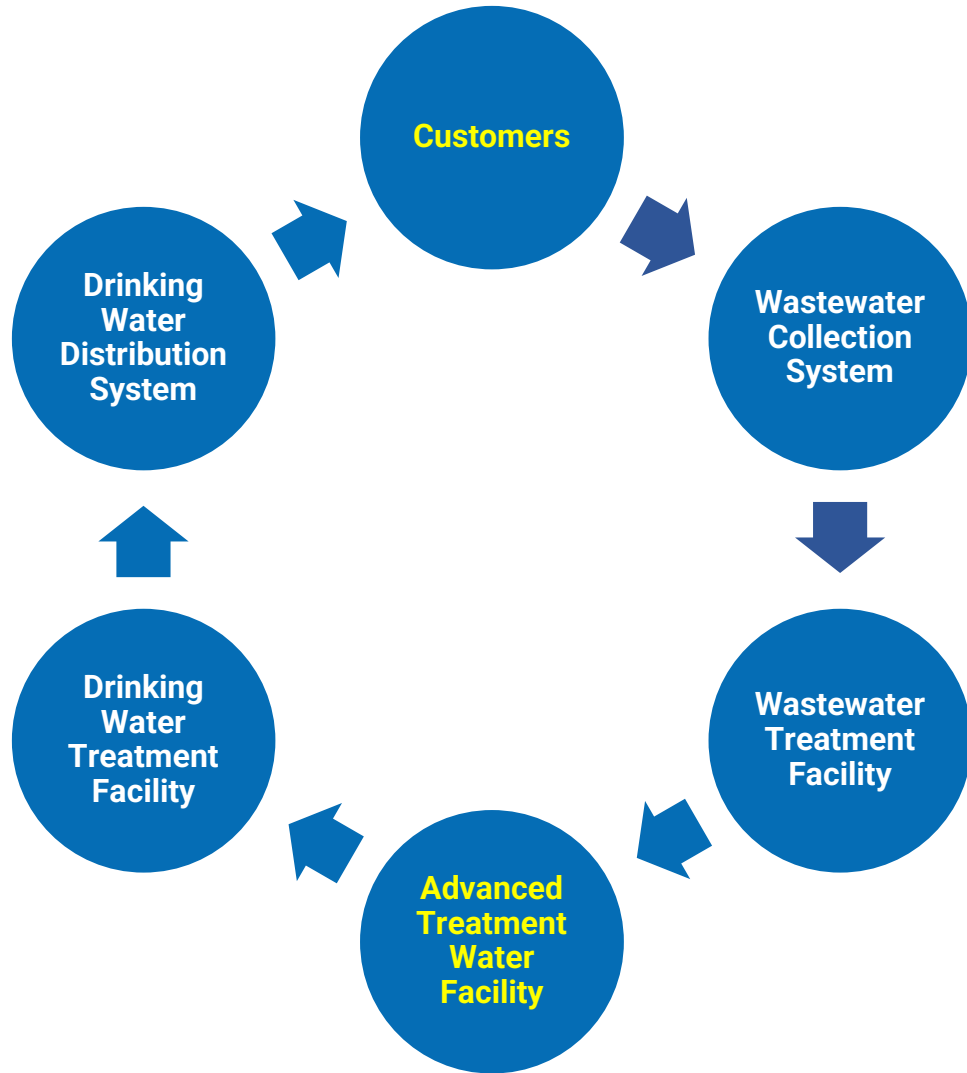 Customers
Wastewater
Collection
System
Wastewater
Treatment
Facility
Advanced
Treatment
Water
Facility
Drinking
Water
Treatment
Facility
Drinking
Water
Distribution
System